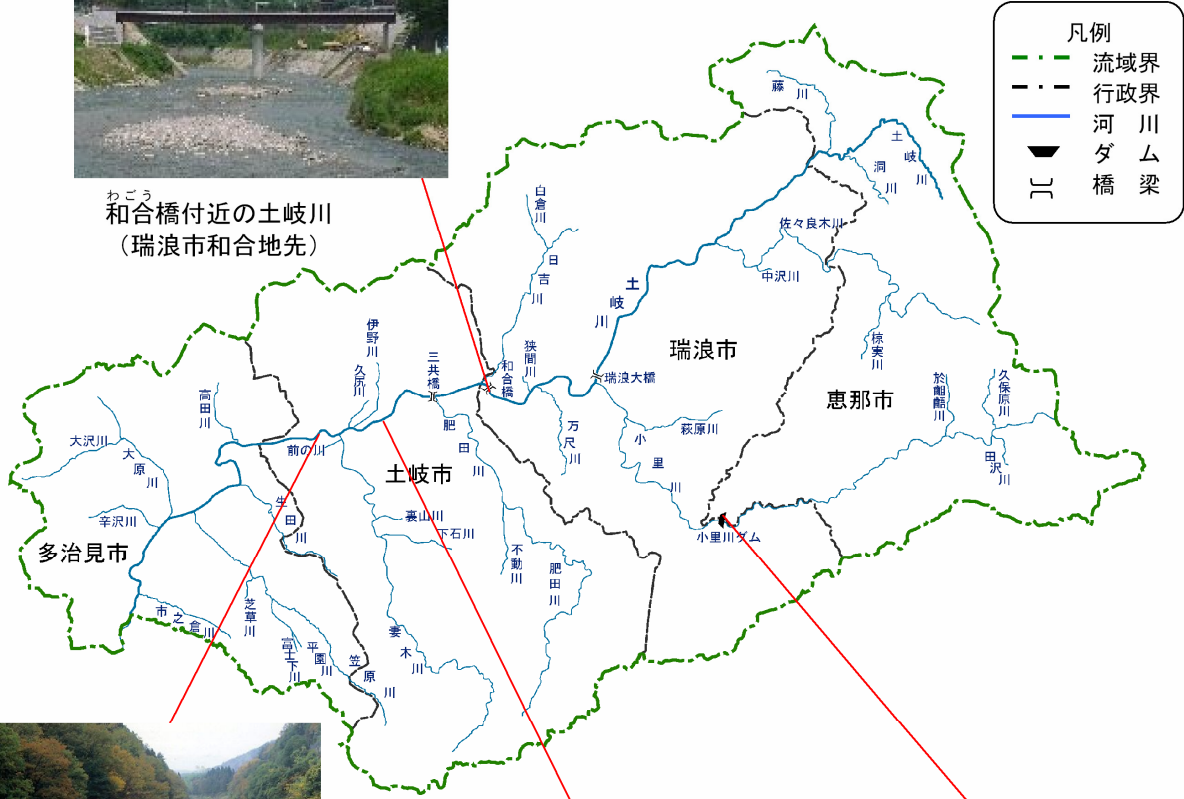 凡例
流域界
行政界
河 川
ダ ム
橋 梁
わごう
和合橋付近の土岐川
（瑞浪市和合地先）
藤川
土岐川
洞川
佐々良木川
中沢川
椋実川
白倉川
日吉川
土岐川
瑞浪市
恵那市
久保原川
田沢川
伊野川
久尻川
三共橋
和合橋
狭間川
瑞浪大橋
高田川
前の川
肥田川
万尺川
小里川
萩原川
大沢川
大原川
土岐市
生田川
裏山川
下石川
不動川
肥田川
小里川ダム
辛沢川
多治見市
市之倉川
芝草川
富士下川
平園川
笠原川
妻木川